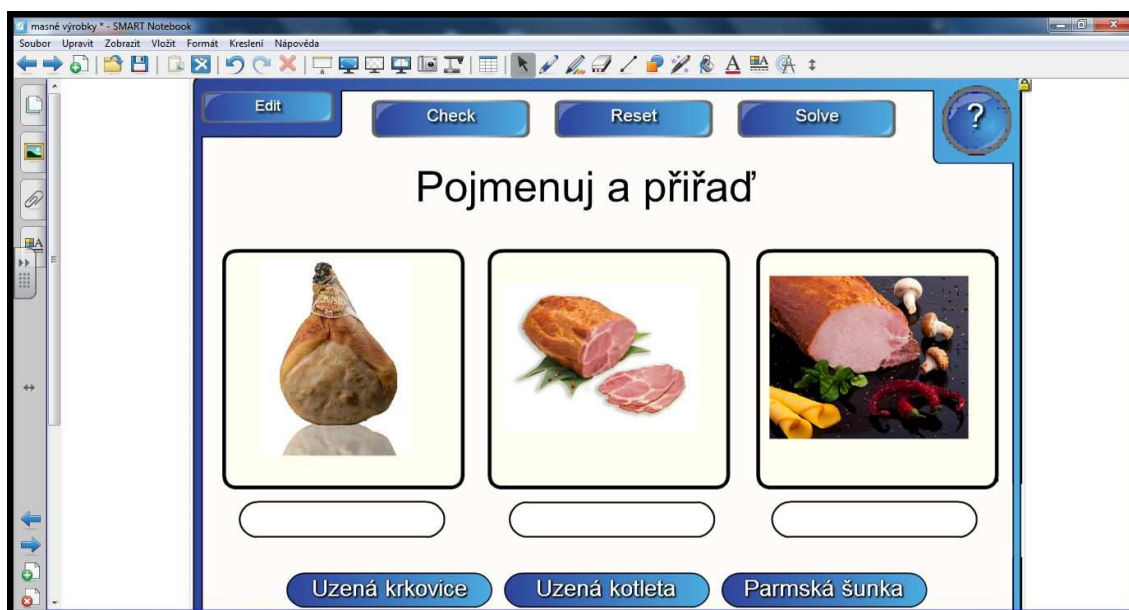 masné výrobky * - SMART Notebook
Soubor Upravit Zobrazit Vložit Formát Kreslení Nápověda
Edit
Check
Reset
Solve
?
Pojmenuj a přiřaď
Uzená krkovice
Uzená kotleta
Parmská šunka